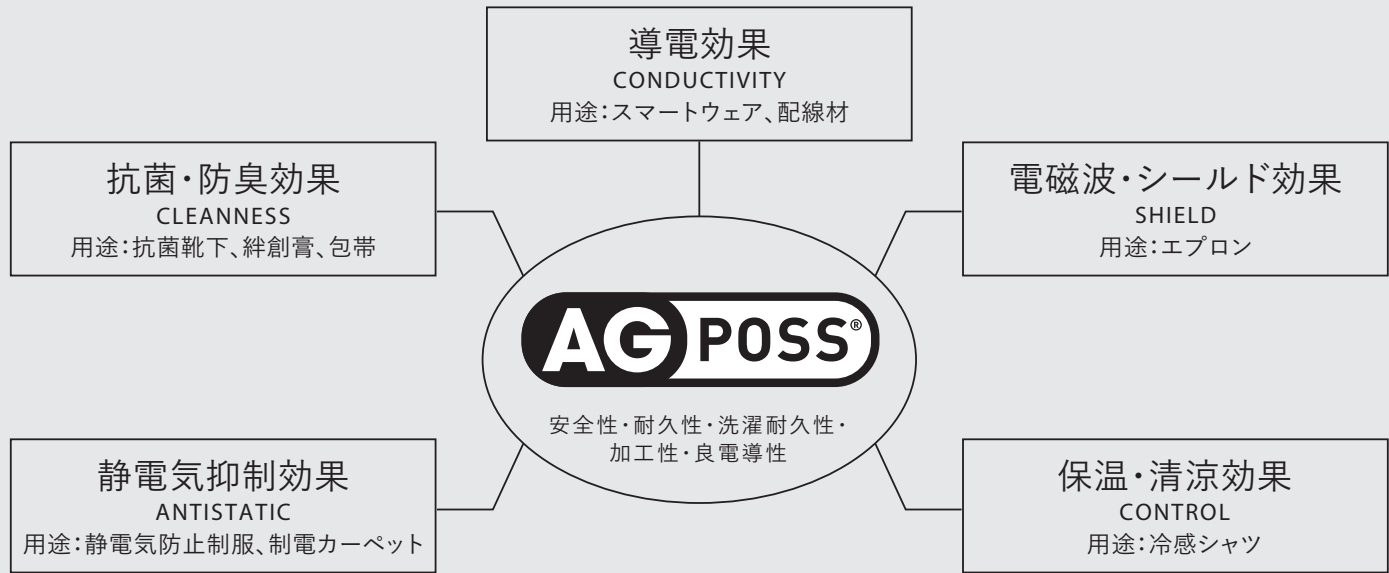 導電効果
CONDUCTIVITY
用途：スマートウェア、配線材
抗菌・防臭効果
CLEANNESS
用途：抗菌靴下、絆創膏、包帯
電磁波・シールド効果
SHIELD
用途：エプロン
AG POSS®
安全性・耐久性・洗濯耐久性・
加工性・良電導性
静電気抑制効果
ANTISTATIC
用途：静電気防止制服、制電カーペット
保温・清涼効果
CONTROL
用途：冷感シャツ